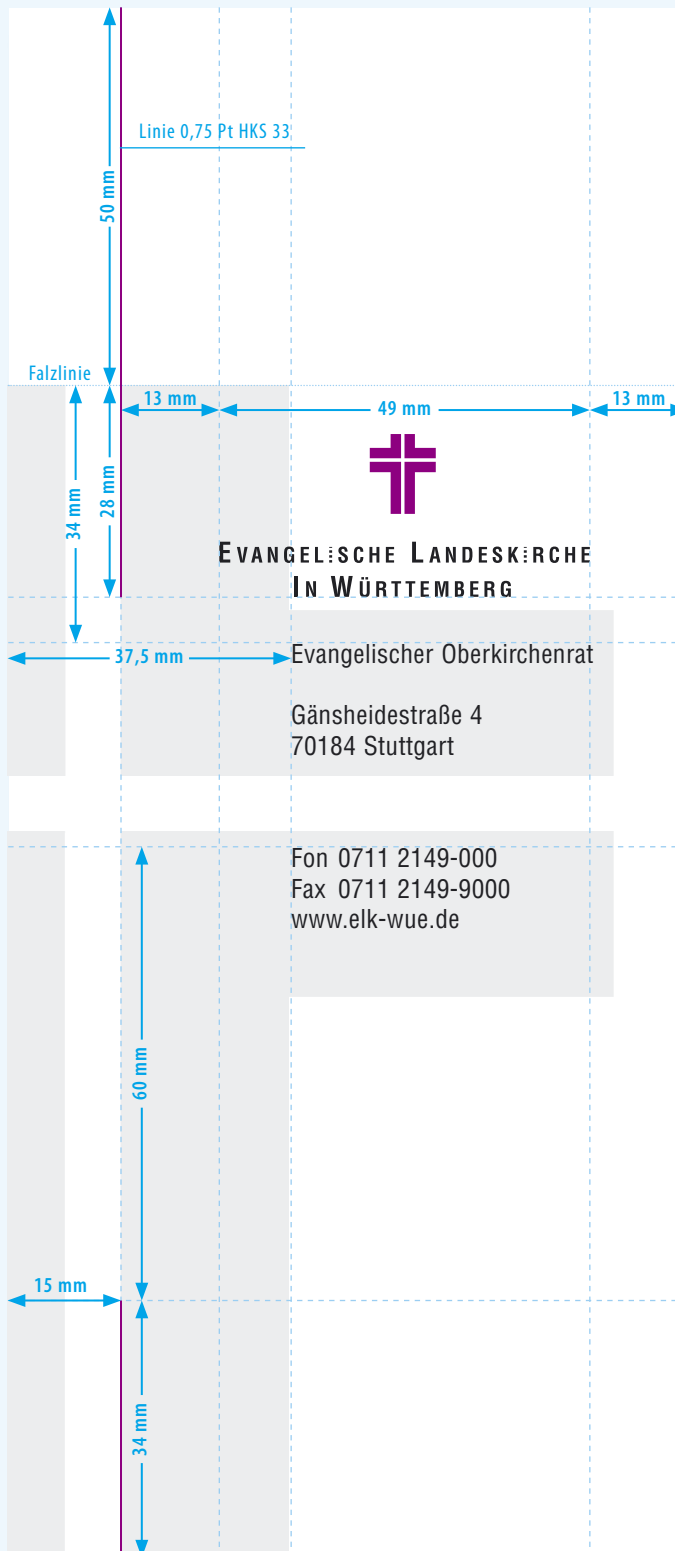 Linie 0,75 Pt HKS 33
50 mm
Falzlinie
13 mm
49 mm
13 mm
28 mm
34 mm
EVANGELISCHE LANDESKIRCHE
IN WÜRTTEMBERG
37,5 mm
Evangelischer Oberkirchenrat
Gänsheidestraße 4
70184 Stuttgart
Fon 0711 2149-000
Fax 0711 2149-9000
www.elk-wue.de
60 mm
15 mm
34 mm